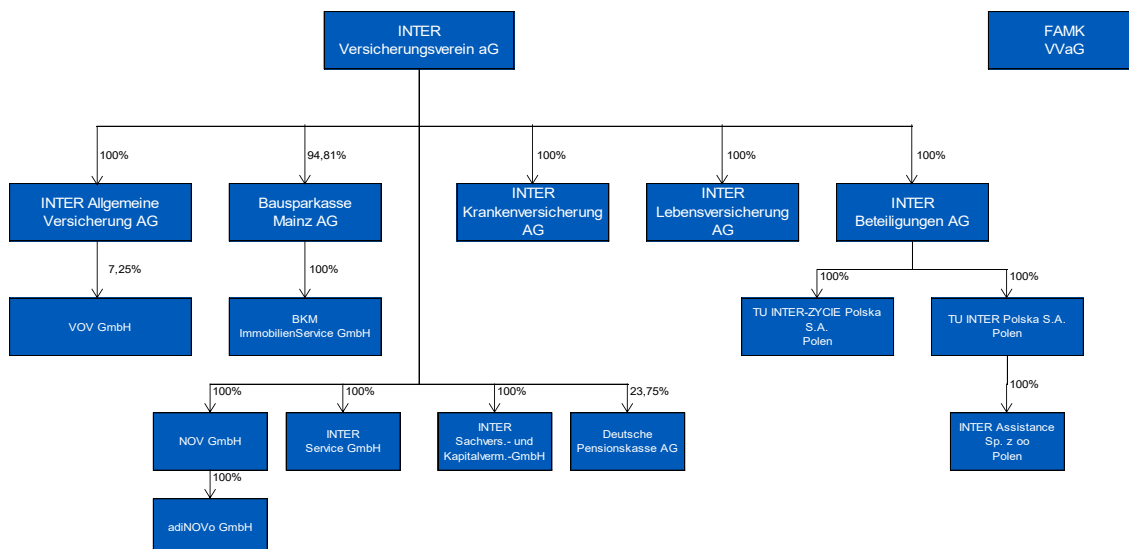 INTER
Versicherungsverein aG
FAMK
VVaG
100%
94,81%
100%
100%
100%
INTER Allgemeine
Versicherung AG
Bausparkasse
Mainz AG
INTER
Krankenversicherung
AG
INTER
Lebensversicherung
AG
INTER
Beteiligungen AG
7,25%
100%
100%
100%
VOV GmbH
BKM
ImmobilienService GmbH
TU INTER-ZYCIE Polska
S.A.
Polen
TU INTER Polska S.A.
Polen
100%
100%
100%
23,75%
100%
NOV GmbH
INTER
Service GmbH
INTER
Sachvers.- und
Kapitalverm.-GmbH
Deutsche
Pensionskasse AG
INTER Assistance
Sp. z oo
Polen
100%
adiNOVo GmbH